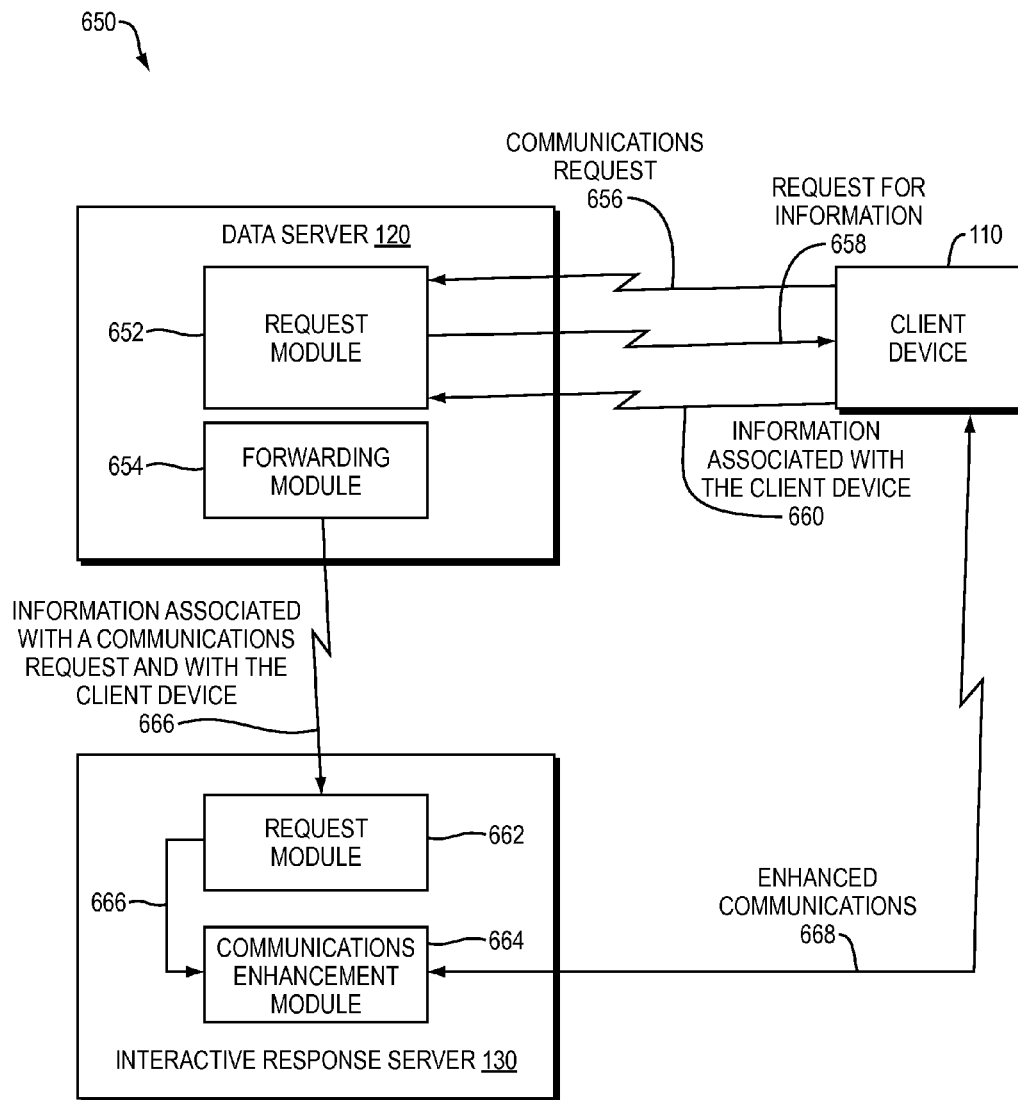 650
COMMUNICATIONS
REQUEST
656
REQUEST FOR
INFORMATION
658
110
DATA SERVER 120
652
REQUEST
MODULE
CLIENT
DEVICE
654
FORWARDING
MODULE
INFORMATION
ASSOCIATED WITH
THE CLIENT DEVICE
660
INFORMATION ASSOCIATED
WITH A COMMUNICATIONS
REQUEST AND WITH THE
CLIENT DEVICE
666
REQUEST
MODULE
662
666
COMMUNICATIONS
ENHANCEMENT
MODULE
664
ENHANCED
COMMUNICATIONS
668
INTERACTIVE RESPONSE SERVER 130